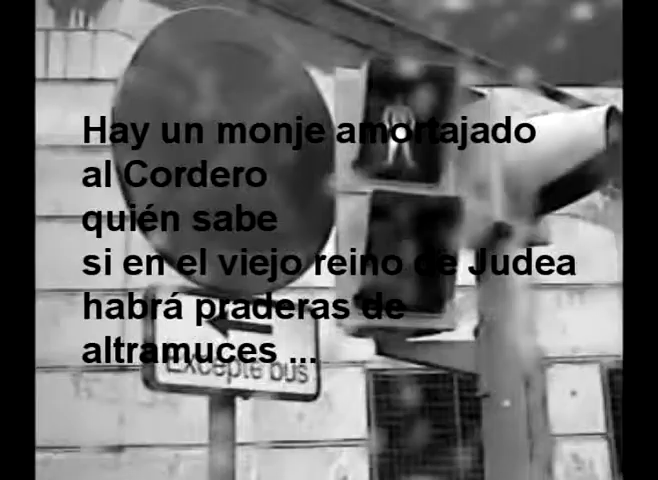 Hay un monje amortajado
al Cordero
quién sabe
si en el viejo reino de Judea
habrá praderas de
altramuces ...
Excepte bus